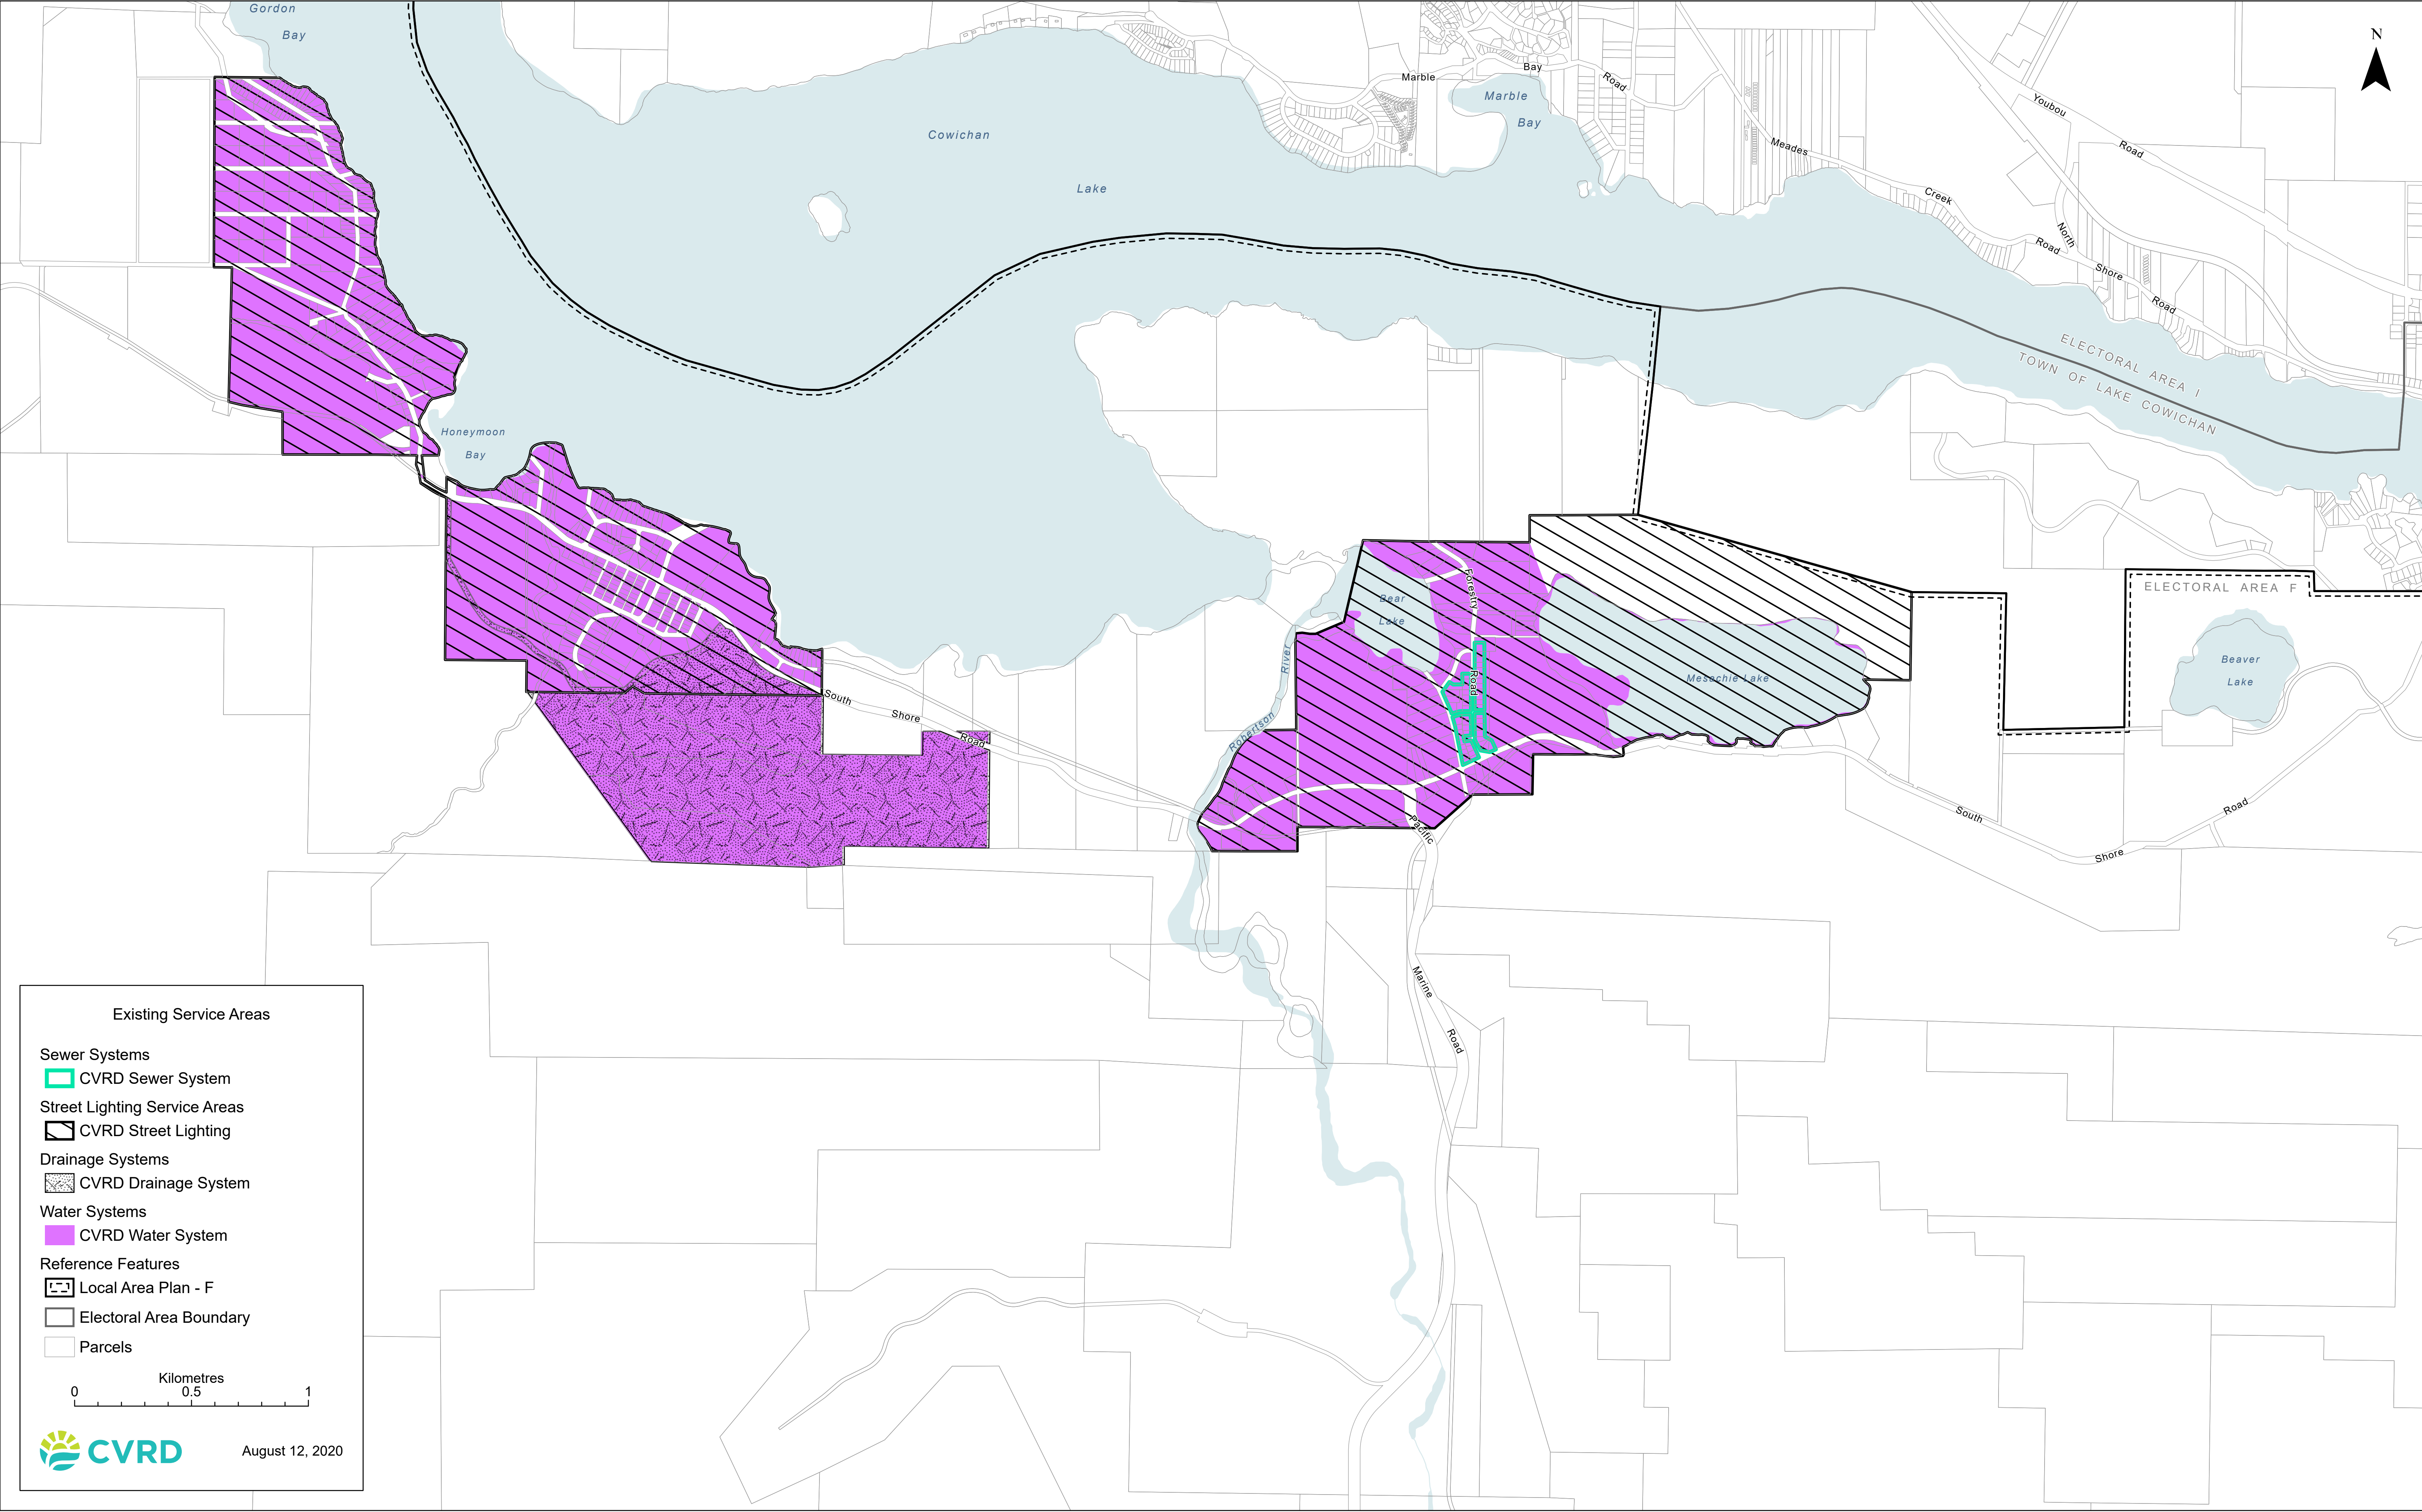 Gordon
Bay
N
Marble
Bay
Road
Marble
Bay
Youbou
Road
Cowichan
Lake
Meades
Creek
Road
North
Shore
Road
ELECTORAL AREA I
TOWN OF LAKE COWICHAN
Honeymoon
Bay
Forestry
Road
Bear
Lake
ELECTORAL AREA F
River
Robertson
Mesachie Lake
Beaver
Lake
South
Shore
Road
Pacific
Marine
Road
South
Shore
Road
Existing Service Areas
Sewer Systems
CVRD Sewer System
Street Lighting Service Areas
CVRD Street Lighting
Drainage Systems
CVRD Drainage System
Water Systems
CVRD Water System
Reference Features
Local Area Plan - F
Electoral Area Boundary
Parcels
Kilometres
0 0.5 1
CVRD
August 12, 2020